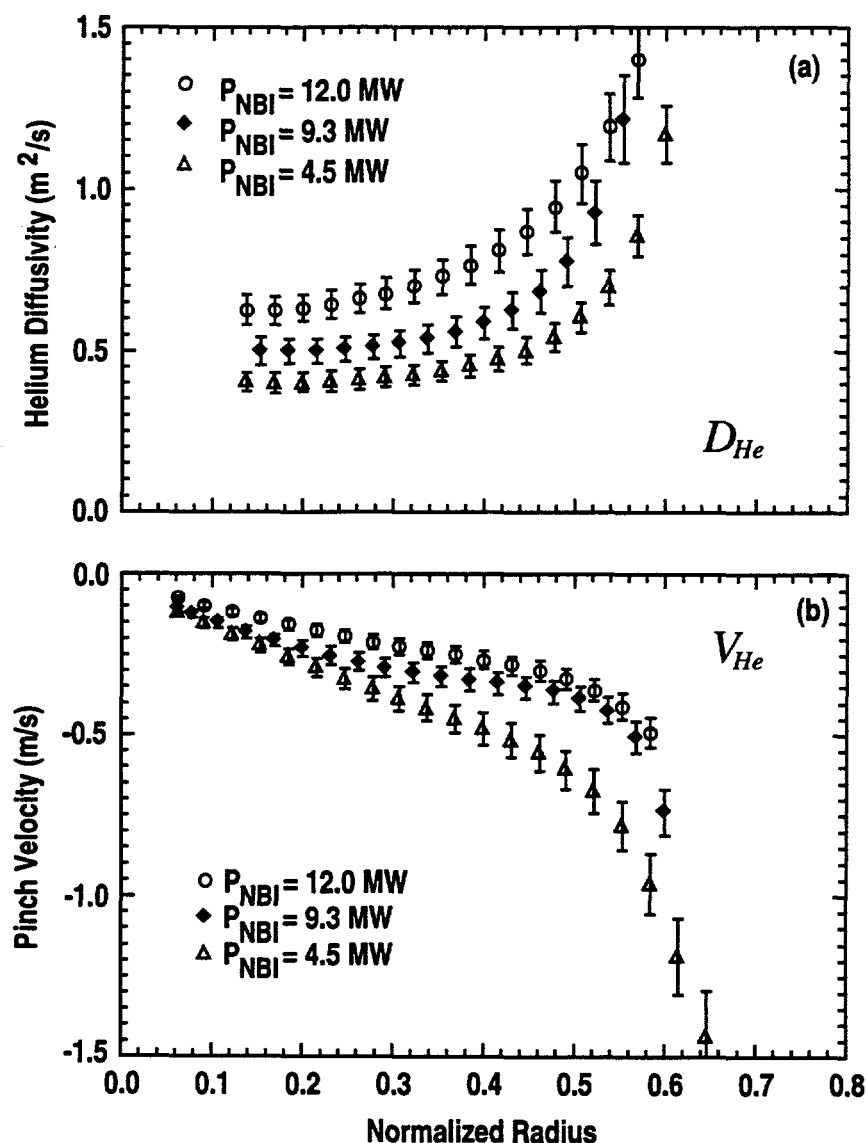 1.5
(a)
P_NBI = 12.0 MW
P_NBI = 9.3 MW
P_NBI = 4.5 MW
1.0
0.5
0.0
Helium Diffusivity (m^2/s)
D_He
0.0
(b)
V_He
-0.5
P_NBI = 12.0 MW
P_NBI = 9.3 MW
P_NBI = 4.5 MW
-1.0
-1.5
Pinch Velocity (m/s)
0.0 0.1 0.2 0.3 0.4 0.5 0.6 0.7 0.8
Normalized Radius